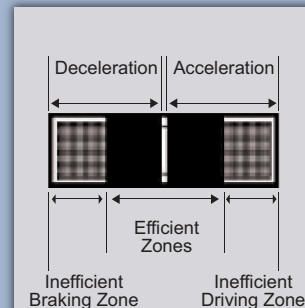 Deceleration Acceleration
Efficient
Zones
Inefficient
Braking Zone
Inefficient
Driving Zone